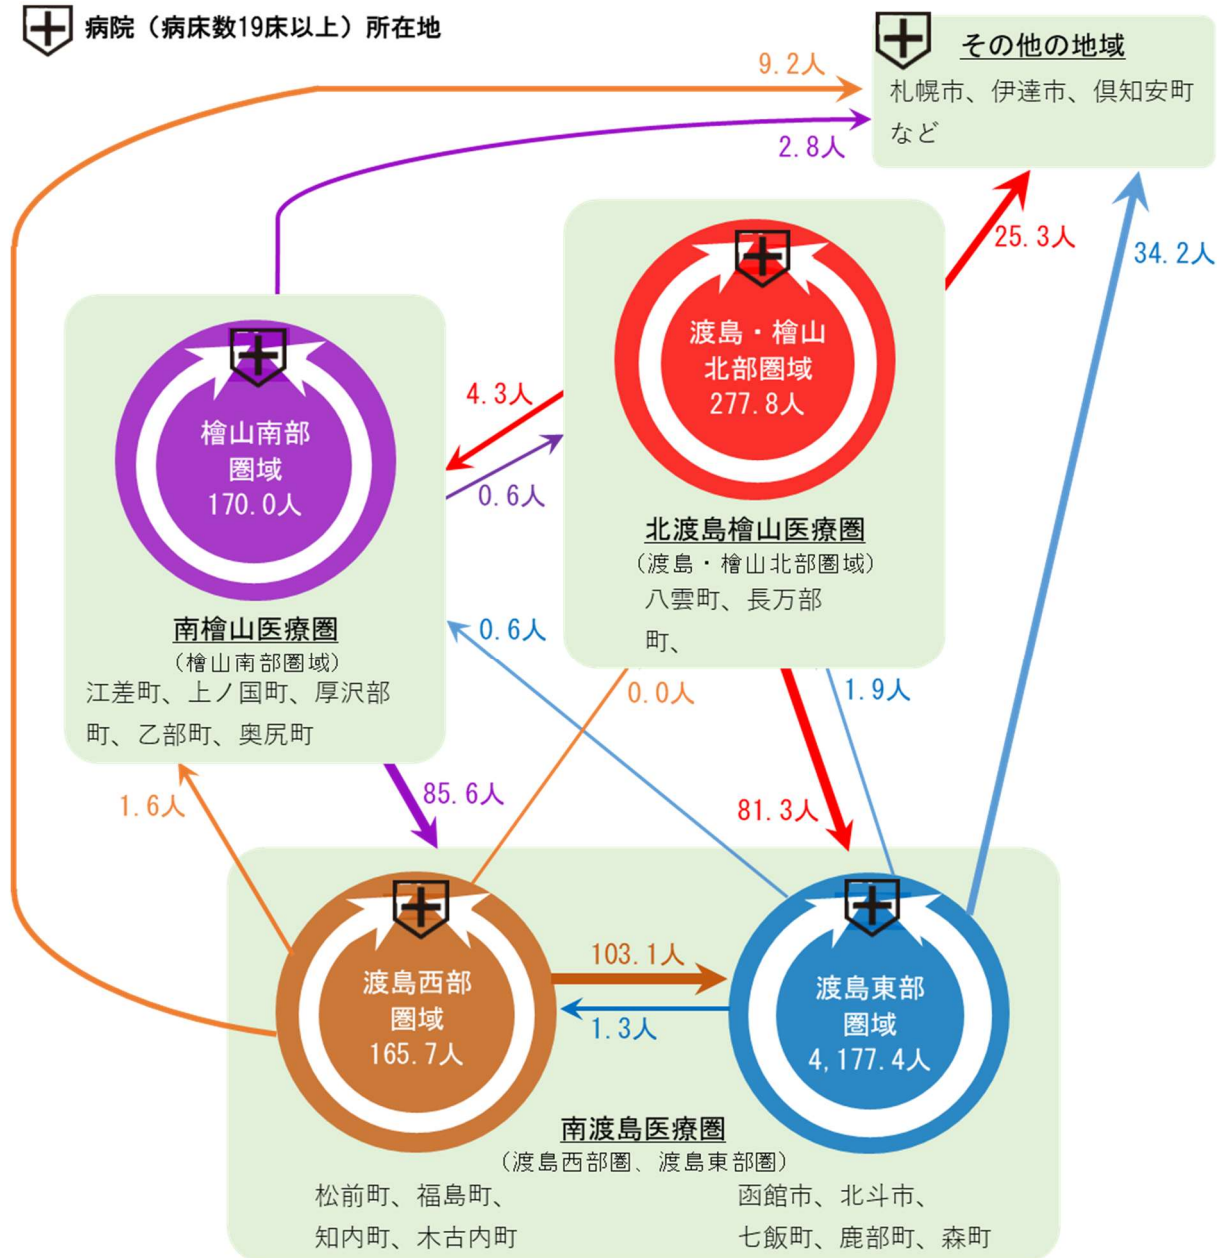 病院（病床数19床以上）所在地
その他の地域
札幌市、伊達市、倶知安町
など
9.2人
2.8人
25.3人
34.2人
渡島・檜山
北部圏域
277.8人
4.3人
0.6人
檜山南部
圏域
170.0人
北渡島檜山医療圏
（渡島・檜山北部圏域）
八雲町、長万部
町、
南檜山医療圏
（檜山南部圏域）
江差町、上ノ国町、厚沢部
町、乙部町、奥尻町
0.6人
0.0人
1.9人
1.6人
85.6人
81.3人
渡島西部
圏域
165.7人
103.1人
1.3人
渡島東部
圏域
4,177.4人
南渡島医療圏
（渡島西部圏、渡島東部圏）
松前町、福島町、
知内町、木古内町
函館市、北斗市、
七飯町、鹿部町、森町